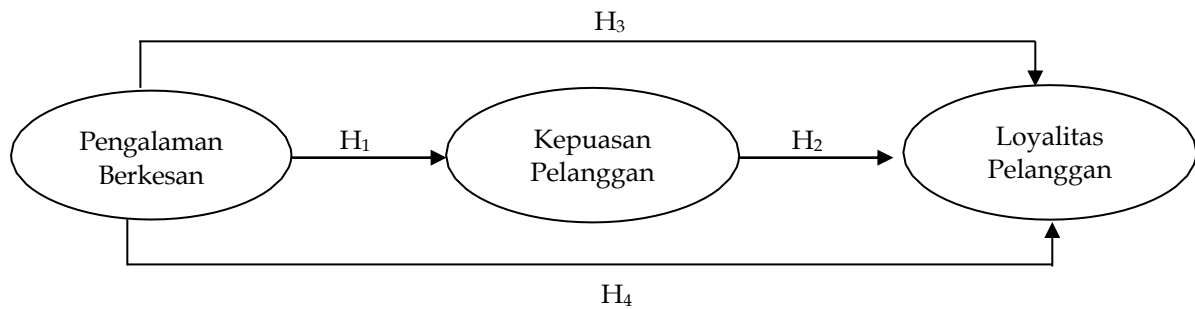 H₃
Pengalaman
Berkesan
H₁
Kepuasan
Pelanggan
H₂
Loyalitas
Pelanggan
H₄